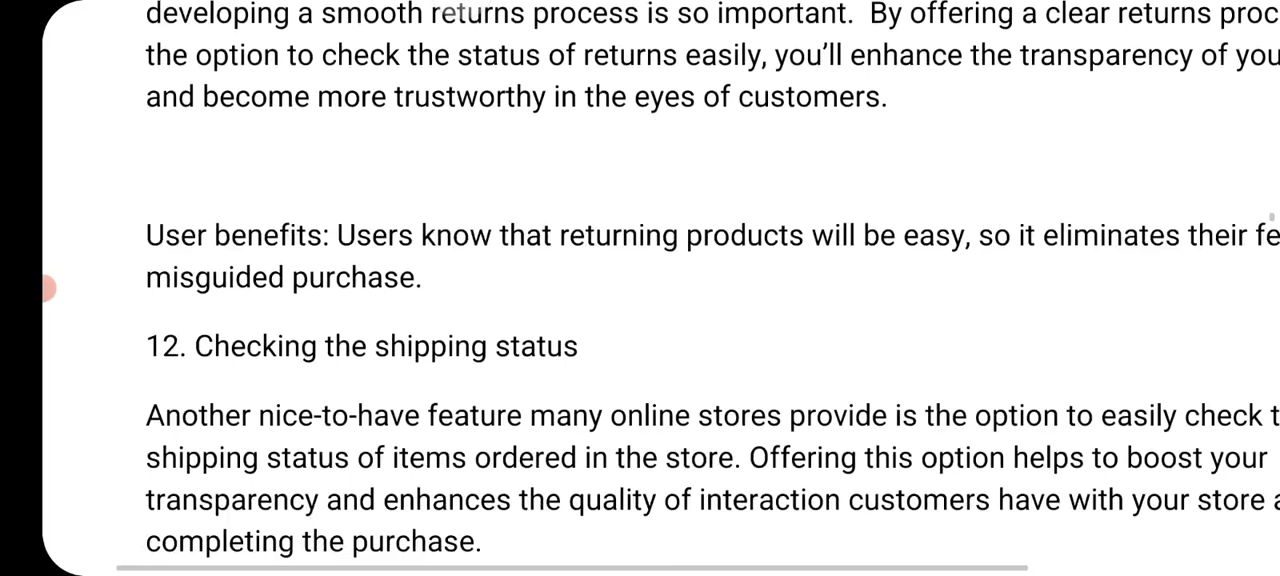 developing a smooth returns process is so important. By offering a clear returns proc
the option to check the status of returns easily, you'll enhance the transparency of you
and become more trustworthy in the eyes of customers.
User benefits: Users know that returning products will be easy, so it eliminates their fe
misguided purchase.
12. Checking the shipping status
Another nice-to-have feature many online stores provide is the option to easily check t
shipping status of items ordered in the store. Offering this option helps to boost your
transparency and enhances the quality of interaction customers have with your store a
completing the purchase.